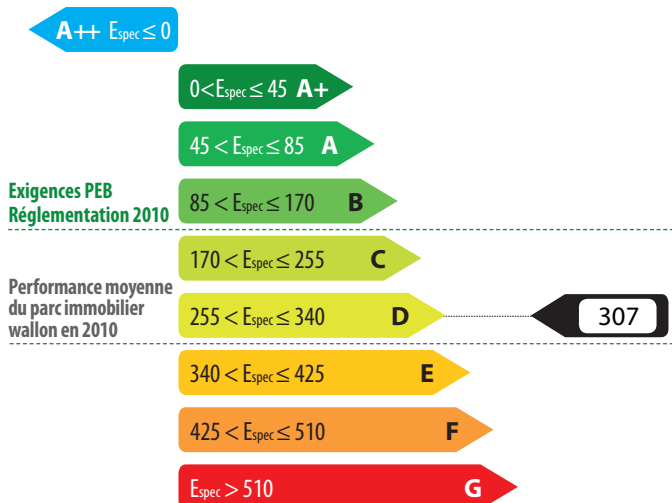 A++ Espec ≤ 0
0<Espec ≤ 45 A+
45 < Espec ≤ 85 A
Exigences PEB
Réglementation 2010
85 < Espec ≤ 170 B
170 < Espec ≤ 255 C
Performance moyenne
du parc immobilier
wallon en 2010
255 < Espec ≤ 340 D
307
340 < Espec ≤ 425 E
425 < Espec ≤ 510 F
Espec > 510 G